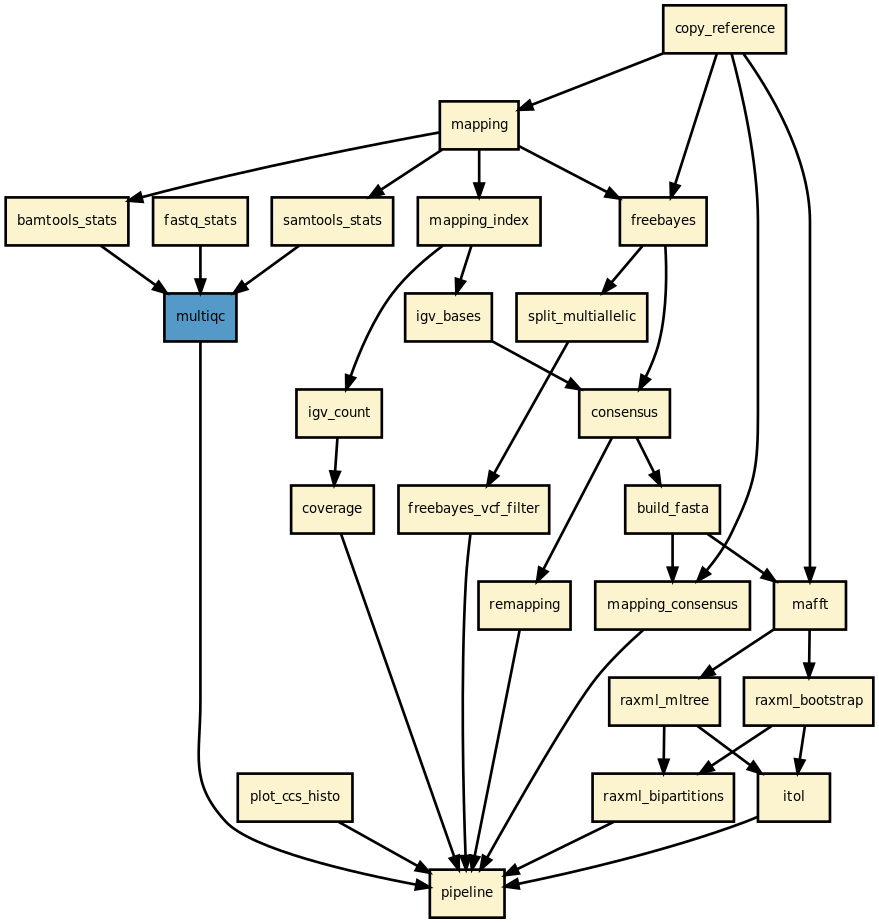 copy_reference
mapping
bamtools_stats
fastq_stats
samtools_stats
mapping_index
freebayes
multiqc
igv_bases
split_multiallelic
igv_count
consensus
coverage
freebayes_vcf_filter
build_fasta
remapping
mapping_consensus
mafft
raxml_mltree
raxml_bootstrap
plot_ccs_histo
raxml_bipartitions
itol
pipeline